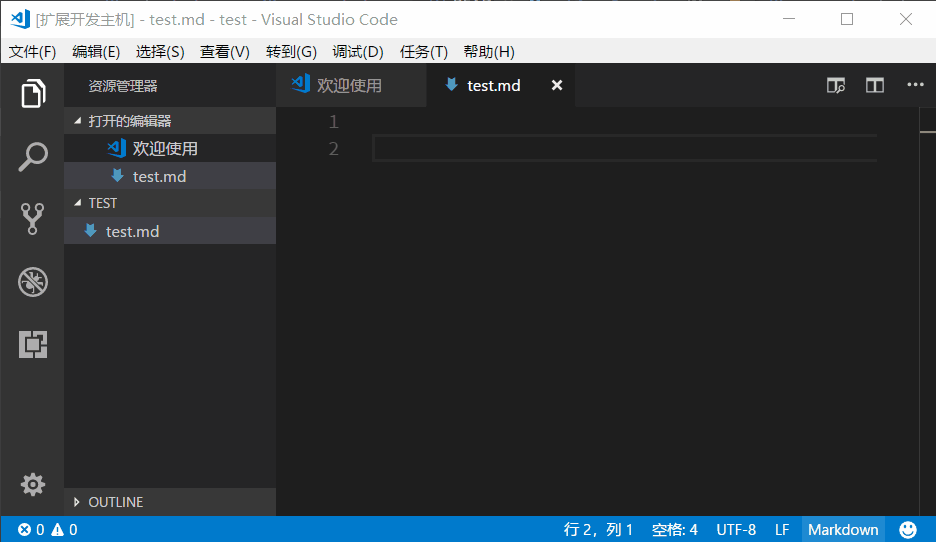 [扩展开发主机] - test.md - test - Visual Studio Code
文件(F) 编辑(E) 选择(S) 查看(V) 转到(G) 调试(D) 任务(T) 帮助(H)
资源管理器
欢迎使用 test.md
打开的编辑器
欢迎使用
test.md
TEST
test.md
1
2
OUTLINE
0 0 行 2，列 1 空格: 4 UTF-8 LF Markdown